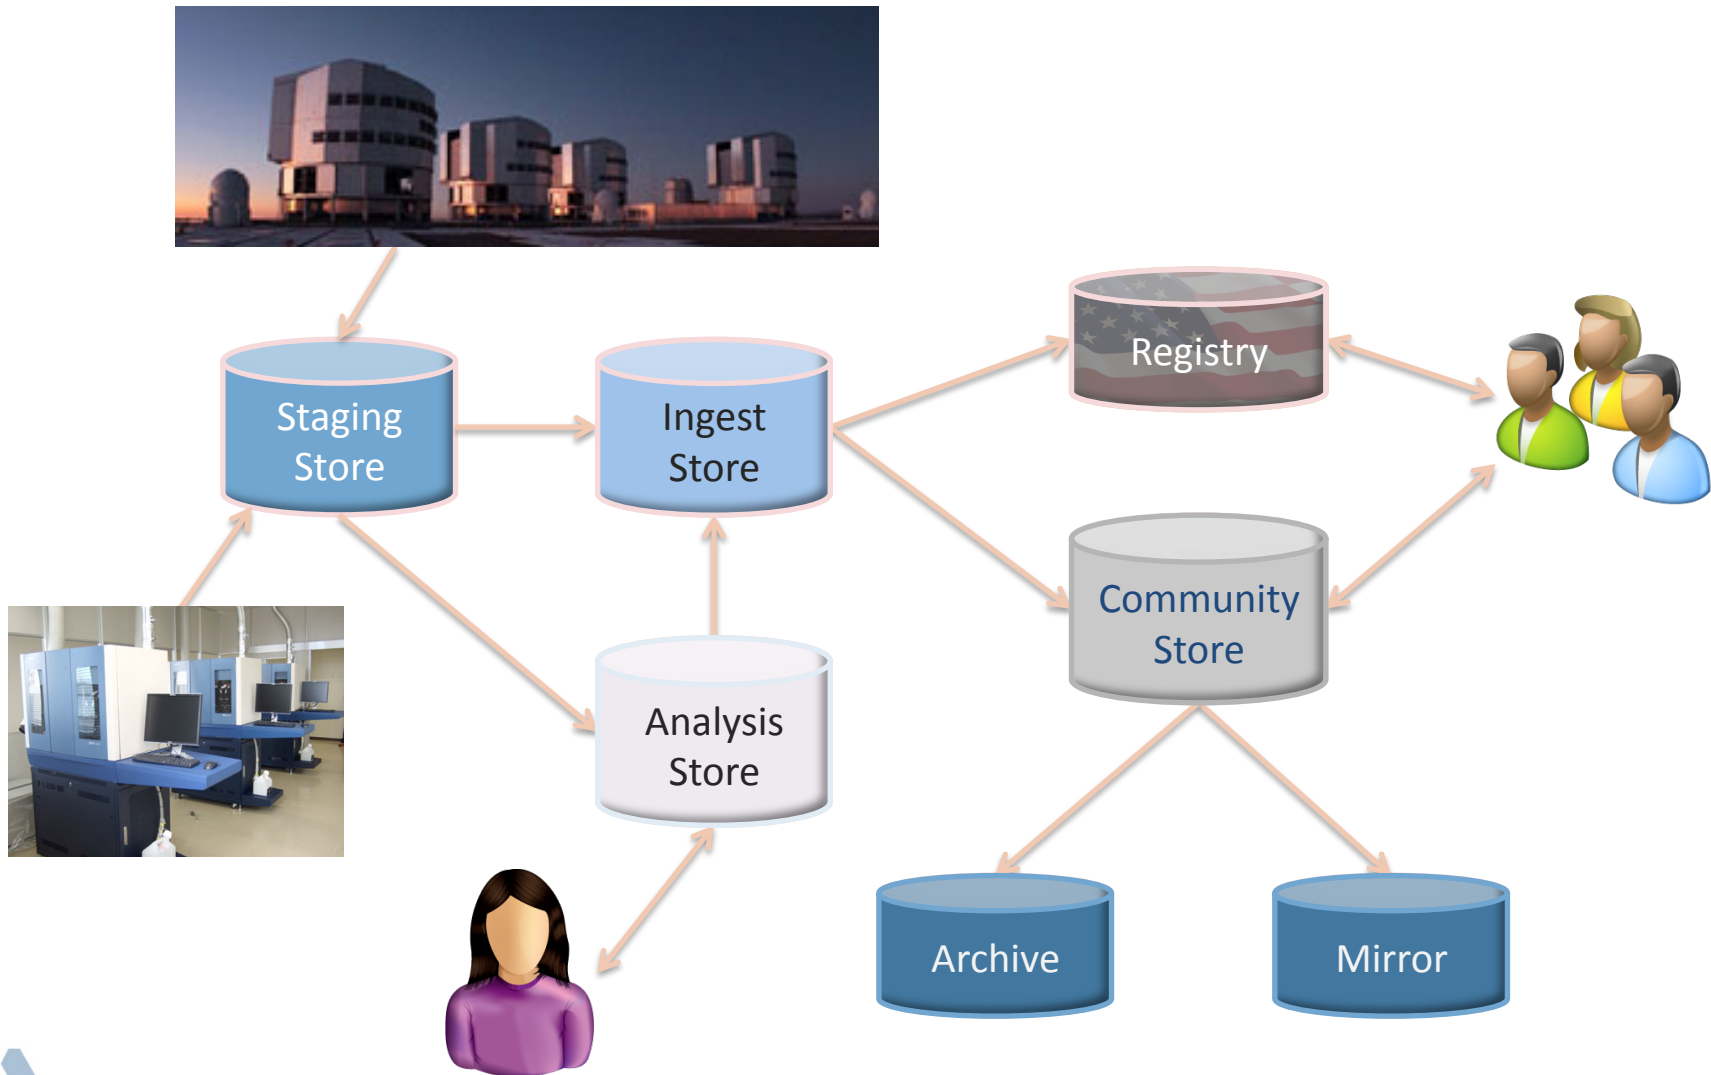 Staging
Store
Ingest
Store
Registry
Community
Store
Analysis
Store
Archive
Mirror